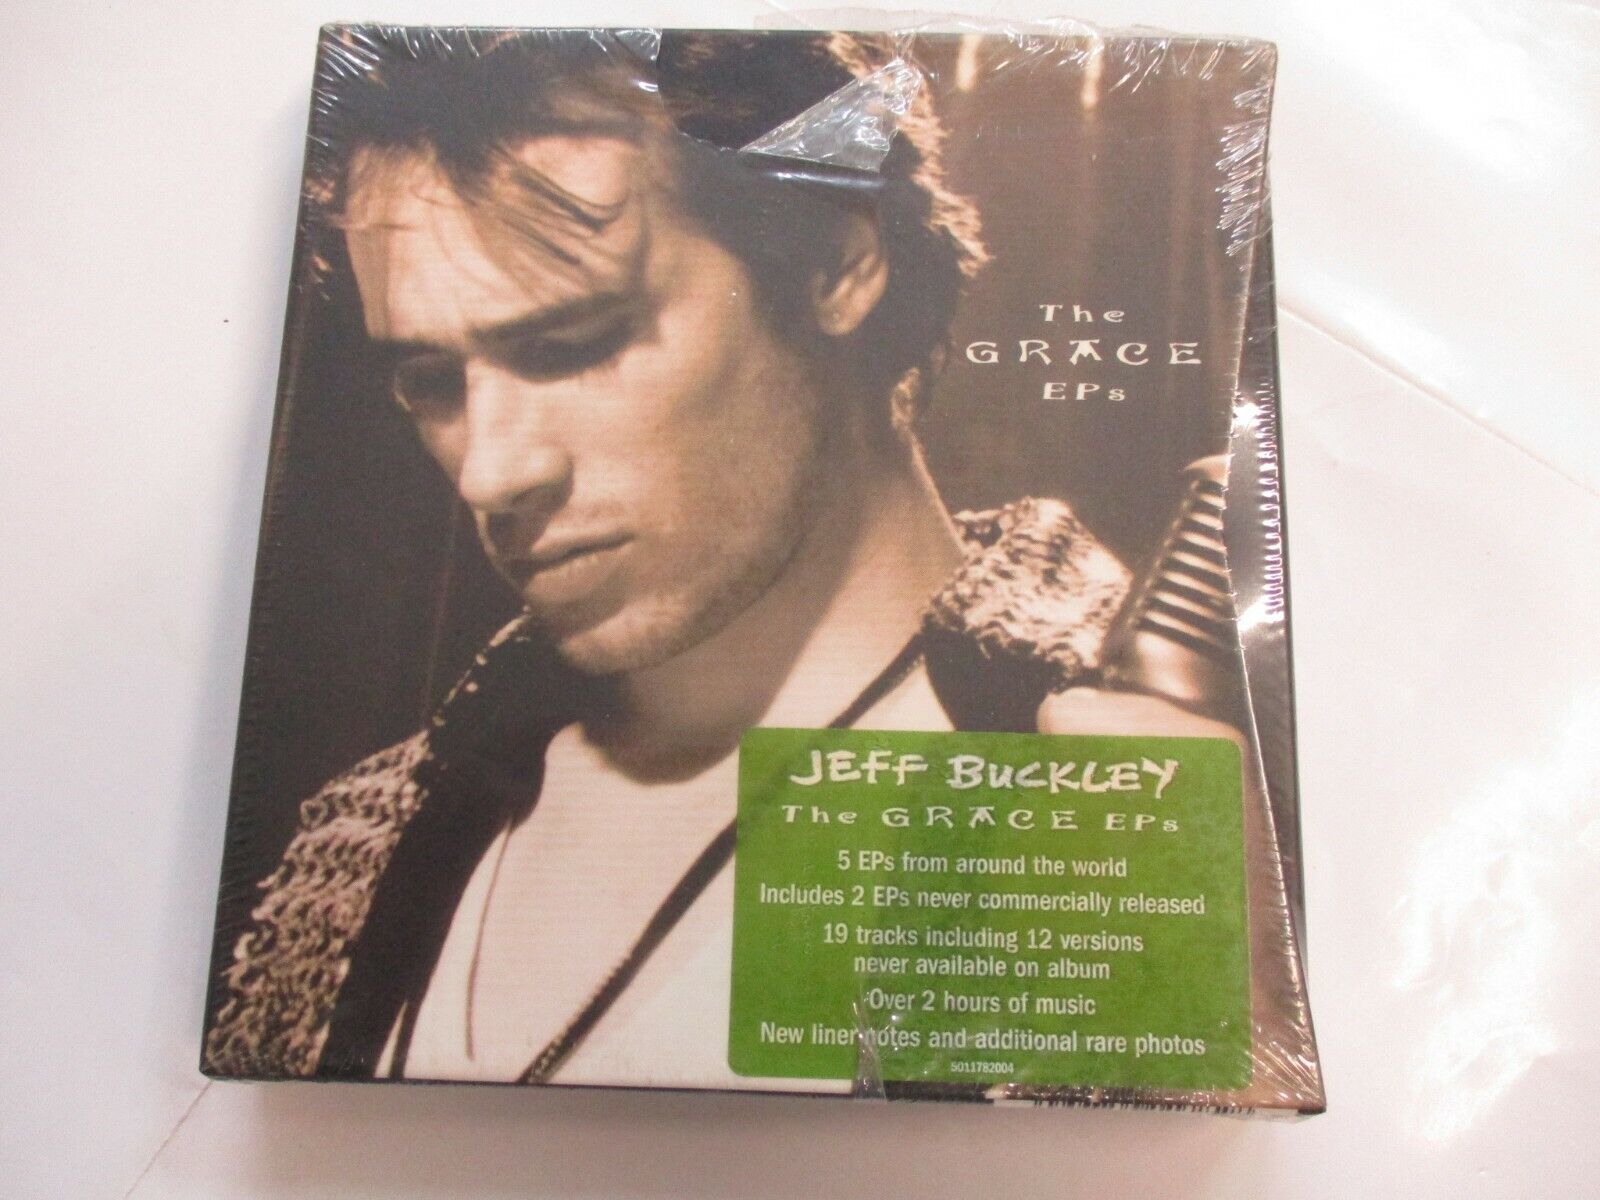 The
GRACE
EPs
JEFF BUCKLEY
The GRACE EPs
5 EPs from around the world
Includes 2 EPs never commercially released
19 tracks including 12 versions
never available on album
Over 2 hours of music
New liner notes and additional rare photos
5011782004